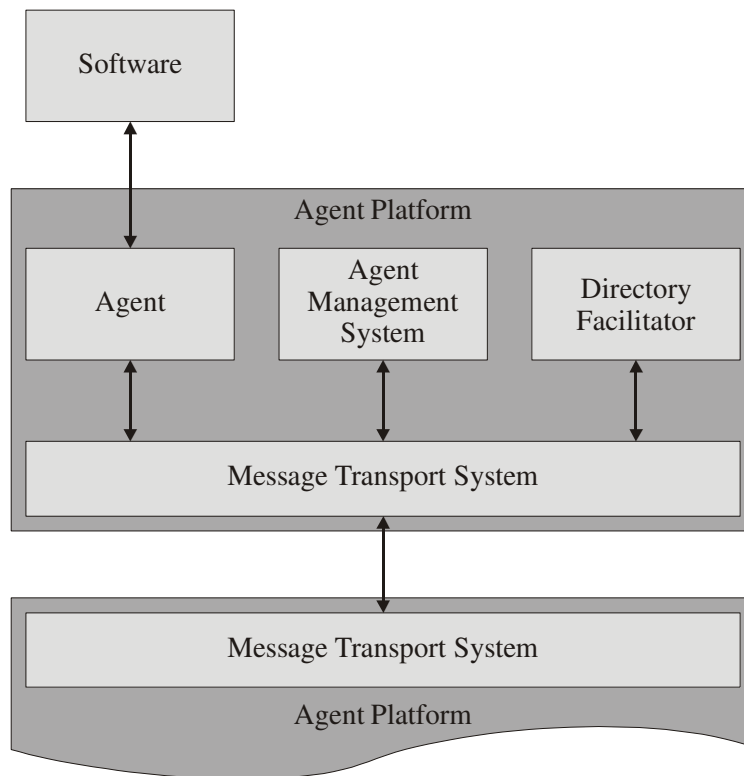 Software
Agent Platform
Agent
Agent
Management
System
Directory
Facilitator
Message Transport System
Message Transport System
Agent Platform